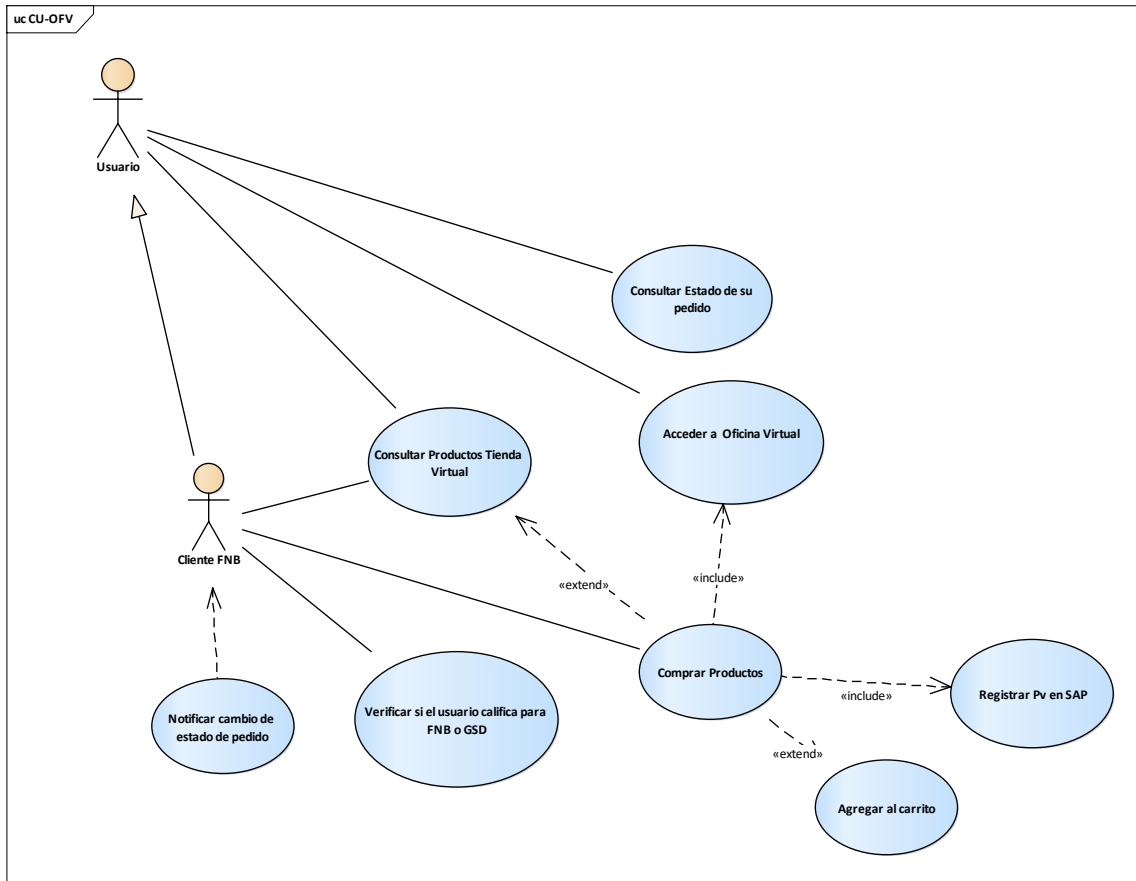 uc CU-OFV
Usuario
Consultar Estado de su
pedido
Acceder a Oficina Virtual
Consultar Productos Tienda
Virtual
Cliente FNB
«extend»
«include»
Comprar Productos
Registrar Pv en SAP
«include»
Notificar cambio de
estado de pedido
Verificar si el usuario califica para
FNB o GSD
«extend»
Agregar al carrito